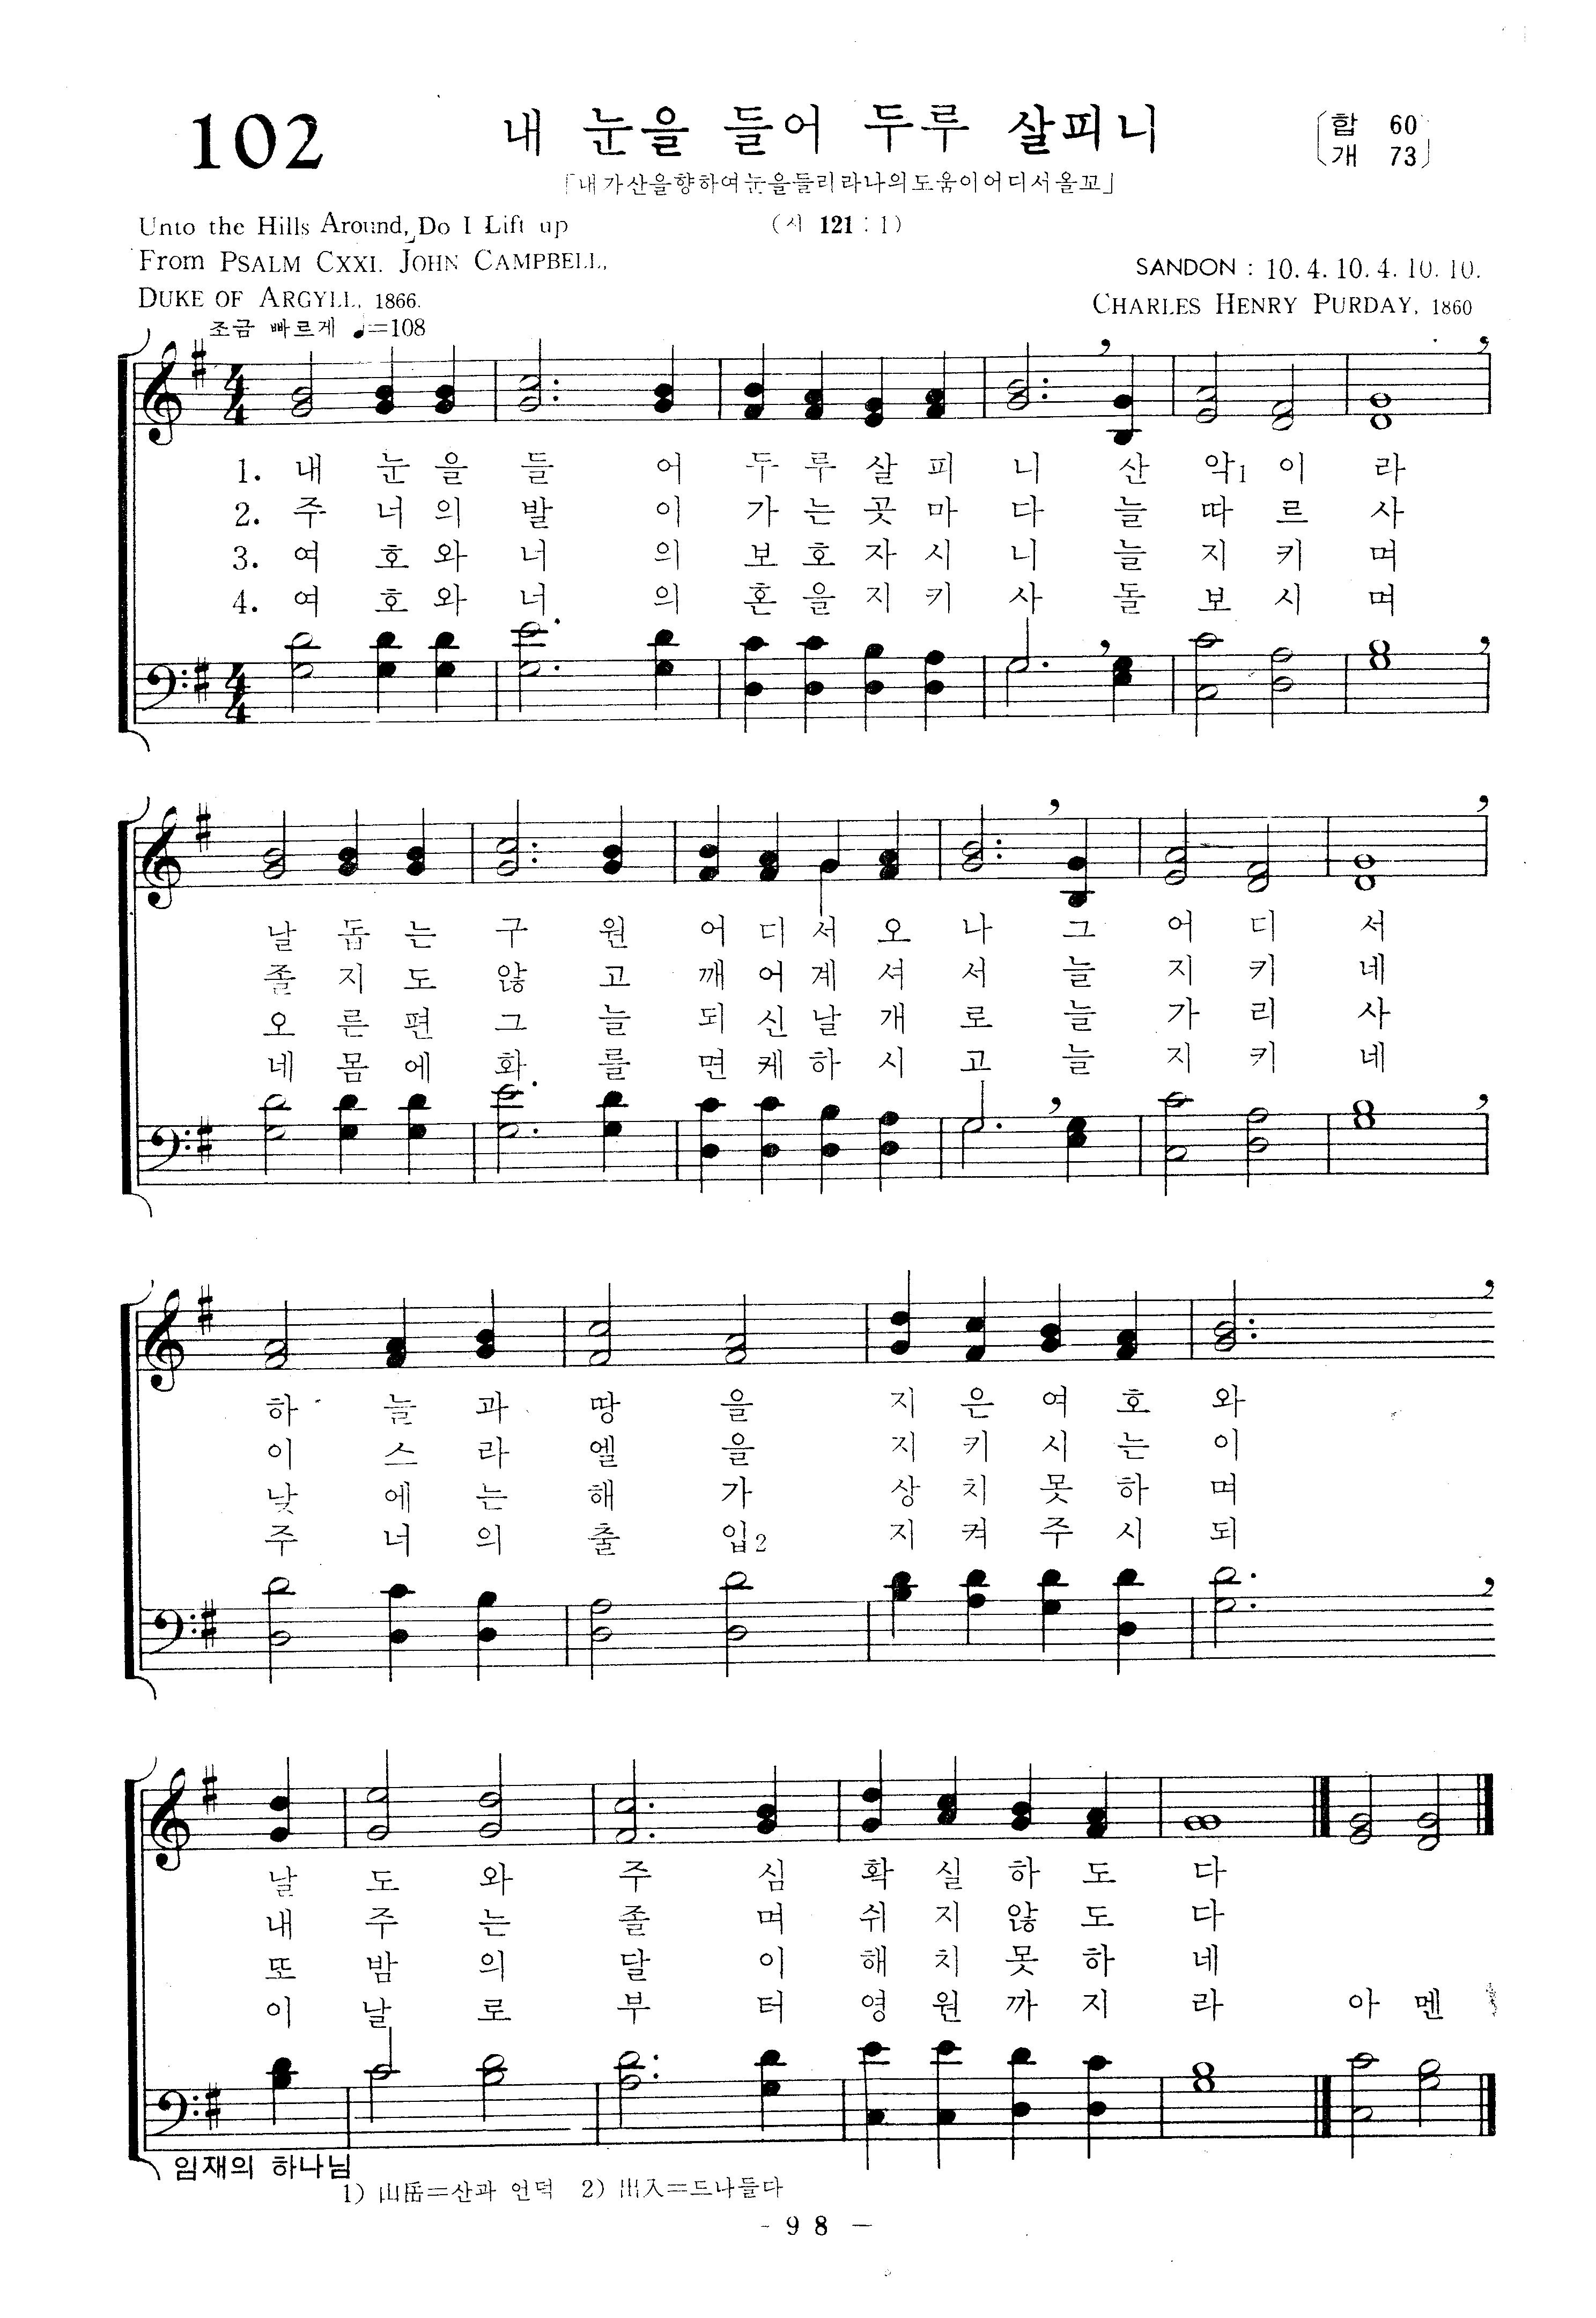 102
내 눈을 들어 두루 살피니
〔합 60
개 73〕
「내가산을향하여눈을들리라나의도움이어디서올꼬」
Unto the Hills Around, Do I Lift up
(시 121 : 1)
From PSALM CXXI. JOHN CAMPBELL,
SANDON : 10. 4. 10. 4. 10. 10.
DUKE OF ARGYLL, 1866.
CHARLES HENRY PURDAY, 1860
조금 빠르게 ♩=108
1. 내 눈 을 들 어 두 루 살 피 니 산 악1 이 라
2. 주 너 의 발 이 가 는 곳 마 다 늘 따 르 사
3. 여 호 와 너 의 보 호 자 시 니 늘 지 키 며
4. 여 호 와 너 의 혼 을 지 키 사 돌 보 시 며
날 돕 는 구 원 어 디 서 오 나 그 어 디 서
졸 지 도 않 고 깨 어 계 셔 서 늘 지 키 네
오 른 편 그 늘 되 신 날 개 로 늘 가 리 사
네 몸 에 화 를 면 케 하 시 고 늘 지 키 네
하 늘 과 땅 을 지 은 여 호 와
이 스 라 엘 을 지 키 시 는 이
낮 에 는 해 가 상 치 못 하 며
주 너 의 출 입2 지 켜 주 시 되
날 도 와 주 심 확 실 하 도 다
내 주 는 졸 며 쉬 지 않 도 다
또 밤 의 달 이 해 치 못 하 네
이 날 로 부 터 영 원 까 지 라 아 멘
임재의 하나님
1) 山岳=산과 언덕 2) 出入=드나들다
- 98 -